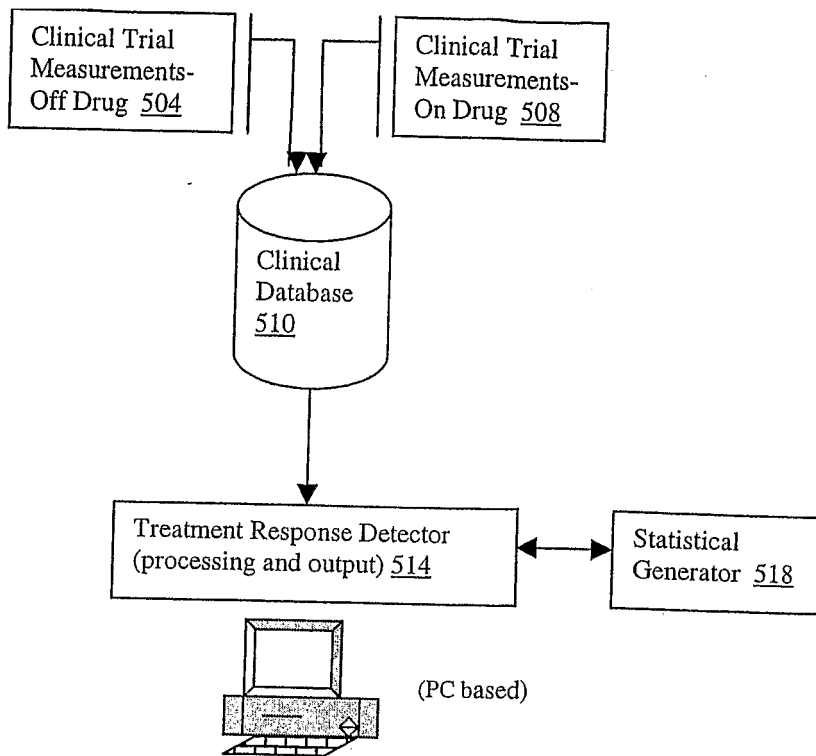 Clinical Trial
Measurements-
Off Drug 504
Clinical Trial
Measurements-
On Drug 508
Clinical
Database
510
Treatment Response Detector
(processing and output) 514
Statistical
Generator 518
(PC based)